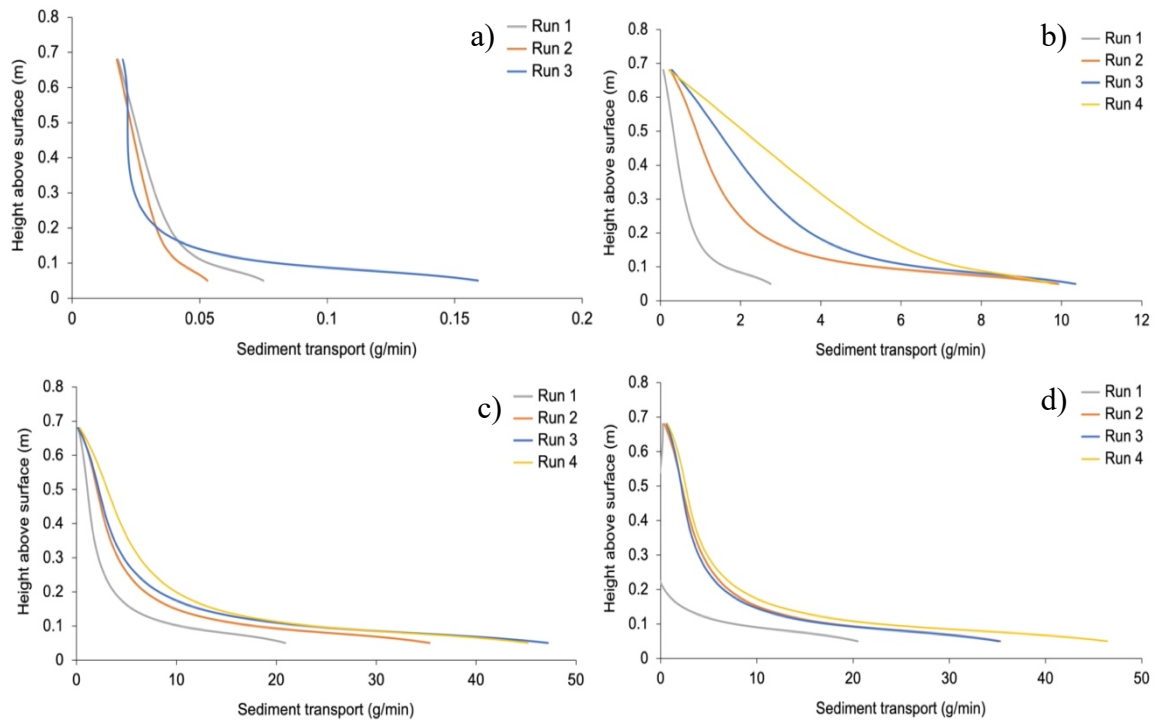 a)
Run 1
Run 2
Run 3
0.8
0.7
0.6
0.5
0.4
0.3
0.2
0.1
0
Height above surface (m)
0
0.05
0.1
0.15
0.2
Sediment transport (g/min)
b)
Run 1
Run 2
Run 3
Run 4
0.8
0.7
0.6
0.5
0.4
0.3
0.2
0.1
0
Height above surface (m)
0
2
4
6
8
10
12
Sediment transport (g/min)
c)
Run 1
Run 2
Run 3
Run 4
0.8
0.7
0.6
0.5
0.4
0.3
0.2
0.1
0
Height above surface (m)
0
10
20
30
40
50
Sediment transport (g/min)
d)
Run 1
Run 2
Run 3
Run 4
0.8
0.7
0.6
0.5
0.4
0.3
0.2
0.1
0
Height above surface (m)
0
10
20
30
40
50
Sediment transport (g/min)